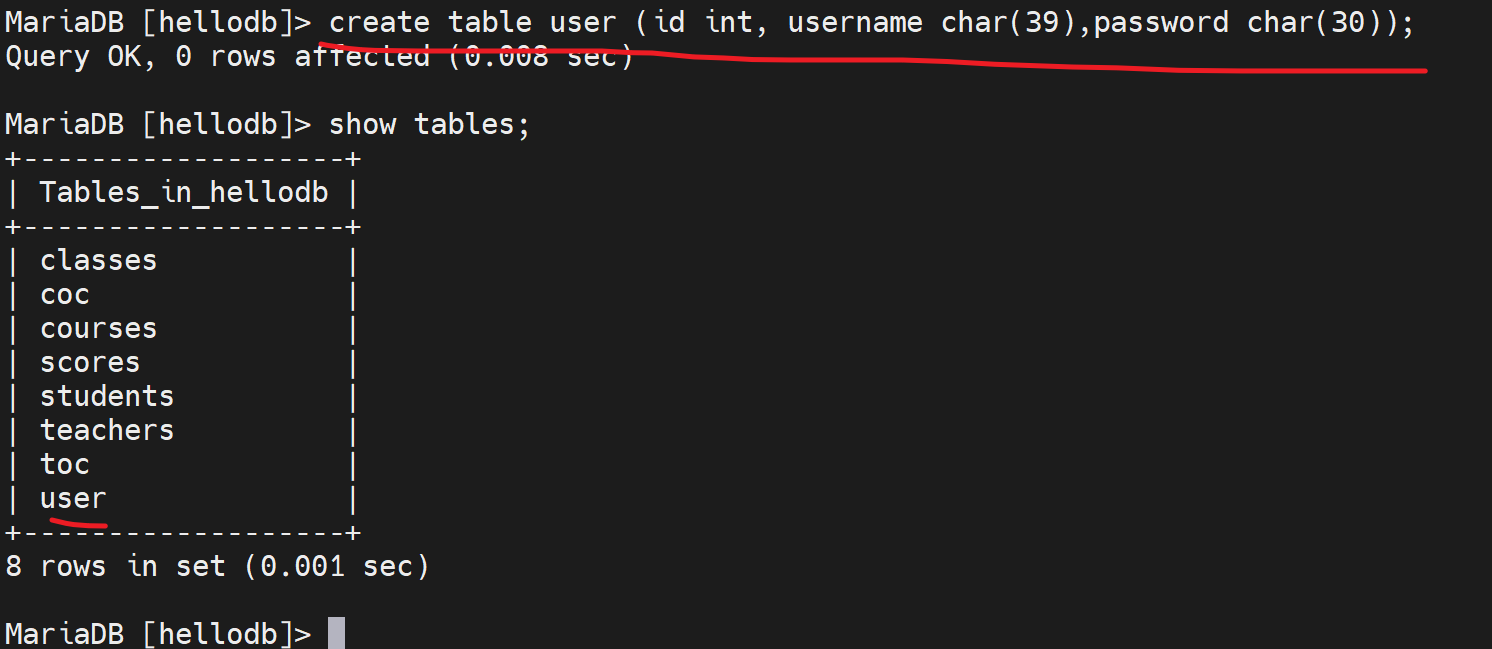 MariaDB [hellodb]> create table user (id int, username char(39),password char(30));
Query OK, 0 rows affected (0.008 sec)
MariaDB [hellodb]> show tables;
+-------------------+
| Tables_in_hellodb |
+-------------------+
| classes           |
| coc               |
| courses           |
| scores            |
| students          |
| teachers          |
| toc               |
| user              |
+-------------------+
8 rows in set (0.001 sec)
MariaDB [hellodb]>